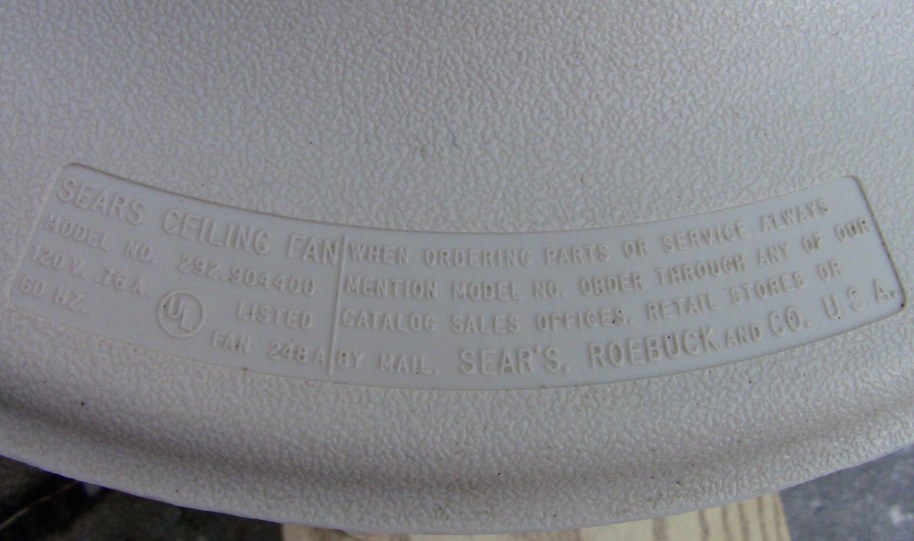 SEARS CEILING FAN
MODEL NO. 292.904400
120 V. .76 A.
60 HZ.
UL
LISTED
FAN 248A
WHEN ORDERING PARTS OR SERVICE ALWAYS
MENTION MODEL NO. ORDER THROUGH ANY OF OUR
CATALOG SALES OFFICES, RETAIL STORES OR
BY MAIL. SEAR'S, ROEBUCK AND CO. U.S.A.